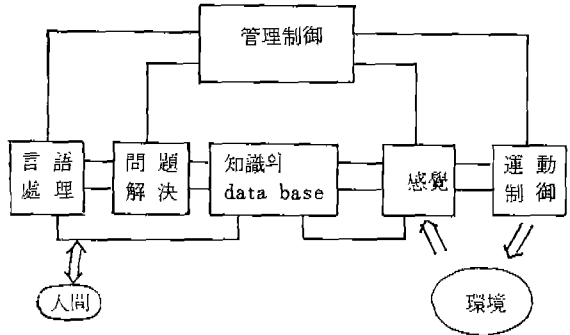 管理制御
言語
處理
問題
解決
知識의
data base
感覺
運動
制御
人間
環境